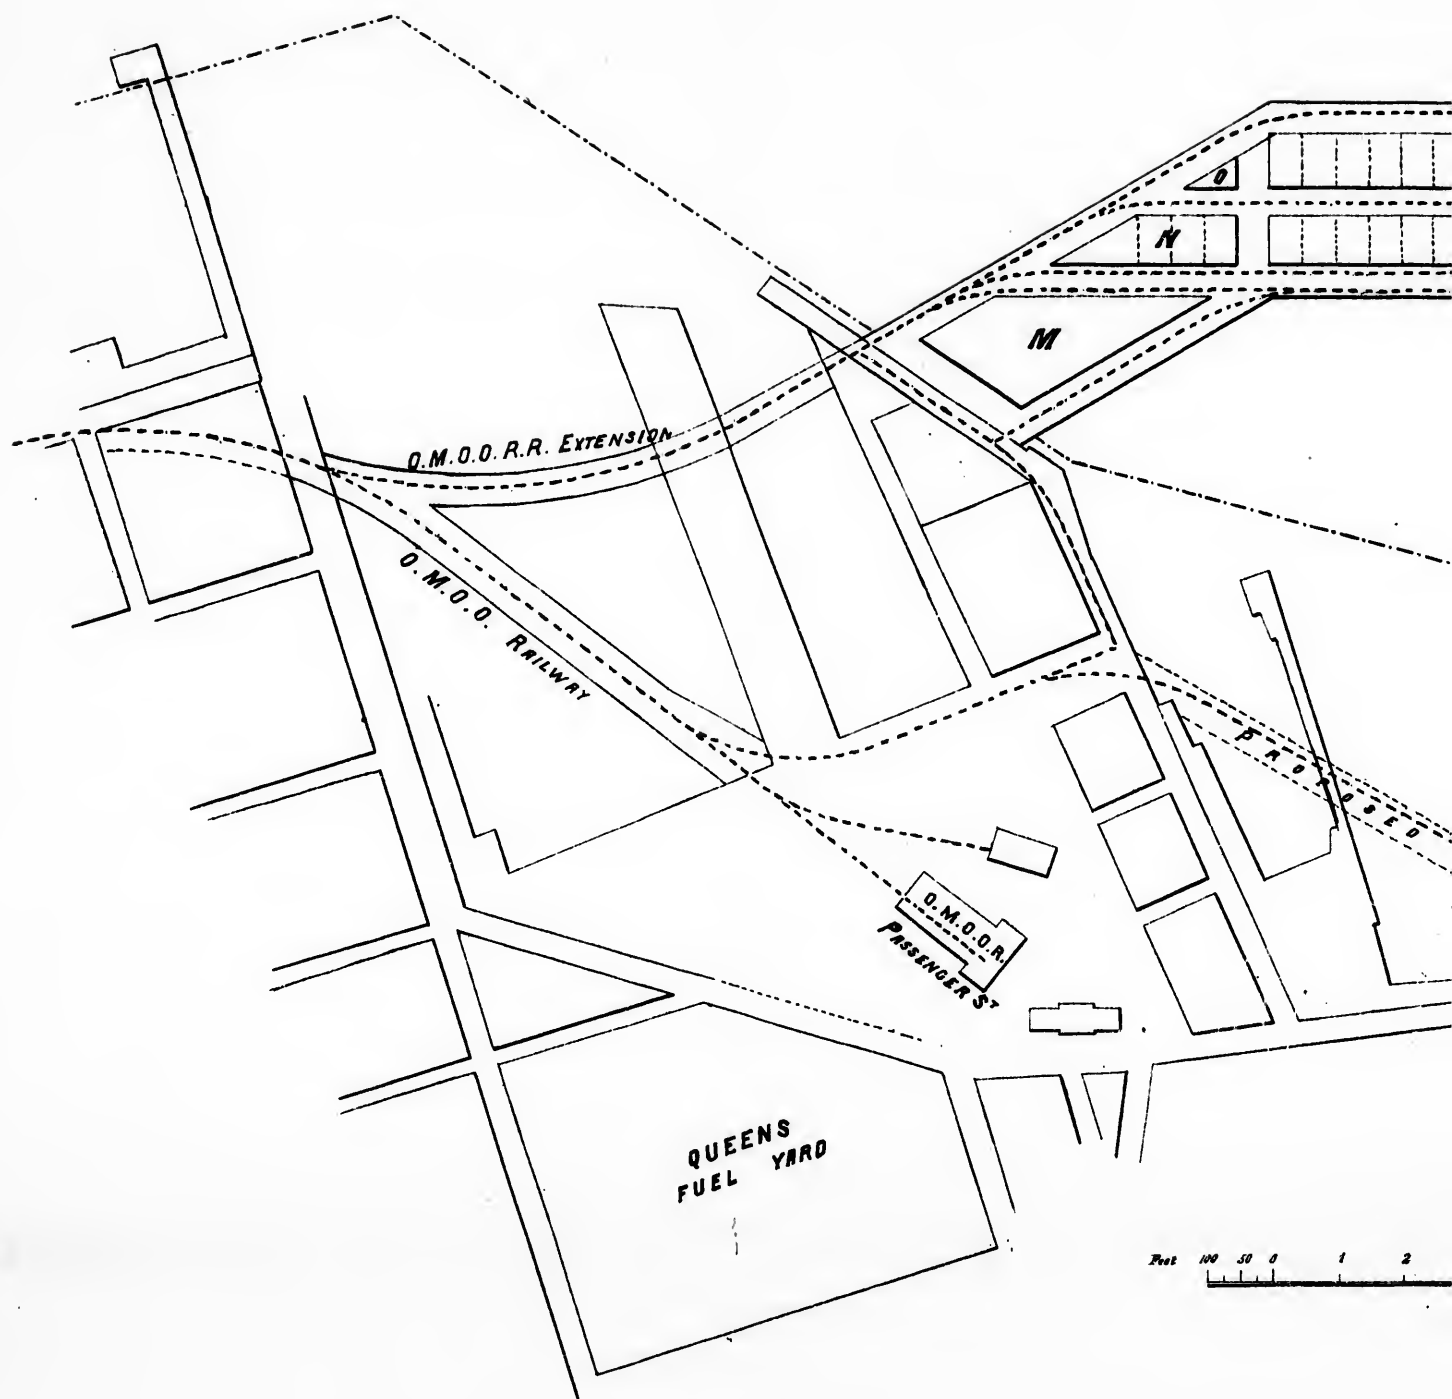 O
N
M
O.M.O.O.R.R. EXTENSION
O.M.O.O. RAILWAY
PROPOSED
O.M.O.O.R.
PASSENGER ST
QUEENS
FUEL YARD
Feet 100 50 0 1 2